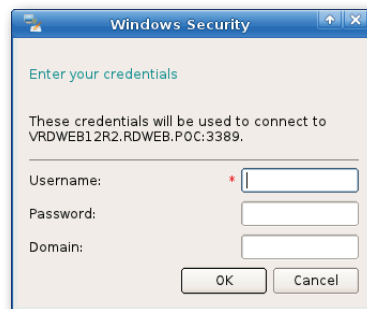 Windows Security
Enter your credentials
These credentials will be used to connect to
VRDWEB12R2.RDWEB.POC:3389.
Username: *
Password:
Domain:
OK Cancel